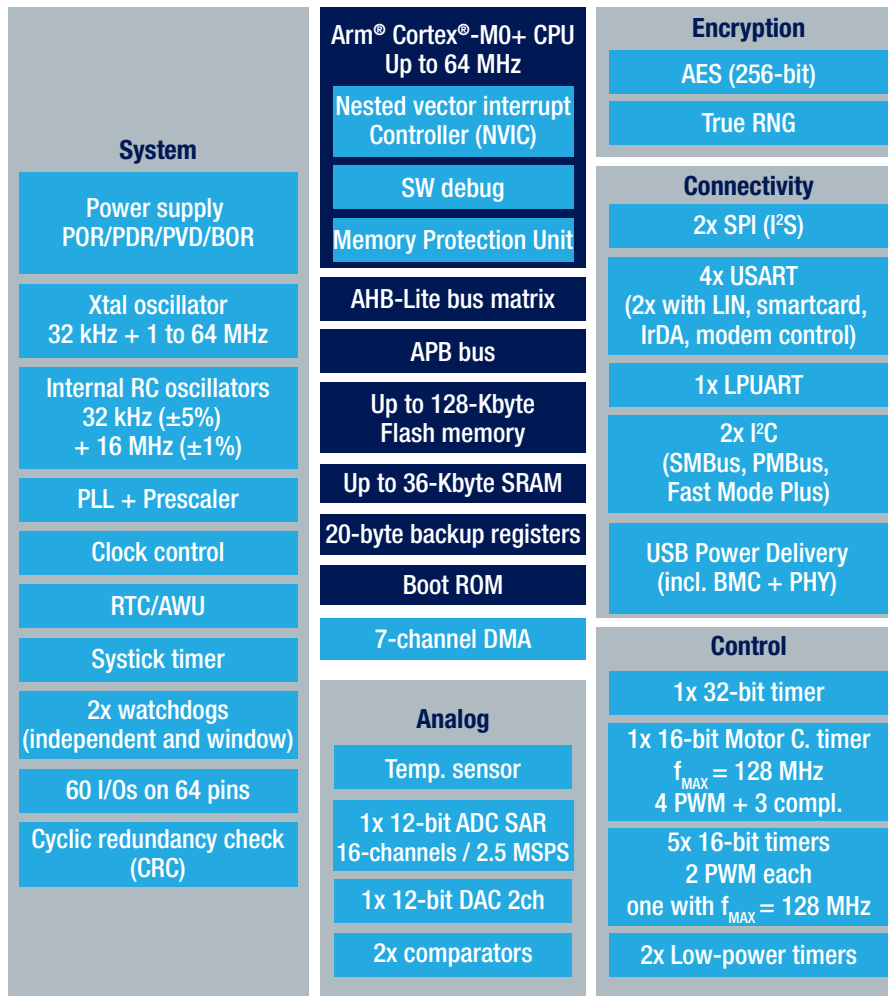 System
Power supply
POR/PDR/PVD/BOR
Xtal oscillator
32 kHz + 1 to 64 MHz
Internal RC oscillators
32 kHz (±5%)
+ 16 MHz (±1%)
PLL + Prescaler
Clock control
RTC/AWU
Systick timer
2x watchdogs
(independent and window)
60 I/Os on 64 pins
Cyclic redundancy check
(CRC)
Arm® Cortex®-M0+ CPU
Up to 64 MHz
Nested vector interrupt
Controller (NVIC)
SW debug
Memory Protection Unit
AHB-Lite bus matrix
APB bus
Up to 128-Kbyte
Flash memory
Up to 36-Kbyte SRAM
20-byte backup registers
Boot ROM
7-channel DMA
Analog
Temp. sensor
1x 12-bit ADC SAR
16-channels / 2.5 MSPS
1x 12-bit DAC 2ch
2x comparators
Encryption
AES (256-bit)
True RNG
Connectivity
2x SPI (I²S)
4x USART
(2x with LIN, smartcard,
IrDA, modem control)
1x LPUART
2x I²C
(SMBus, PMBus,
Fast Mode Plus)
USB Power Delivery
(incl. BMC + PHY)
Control
1x 32-bit timer
1x 16-bit Motor C. timer
fMAX = 128 MHz
4 PWM + 3 compl.
5x 16-bit timers
2 PWM each
one with fMAX = 128 MHz
2x Low-power timers